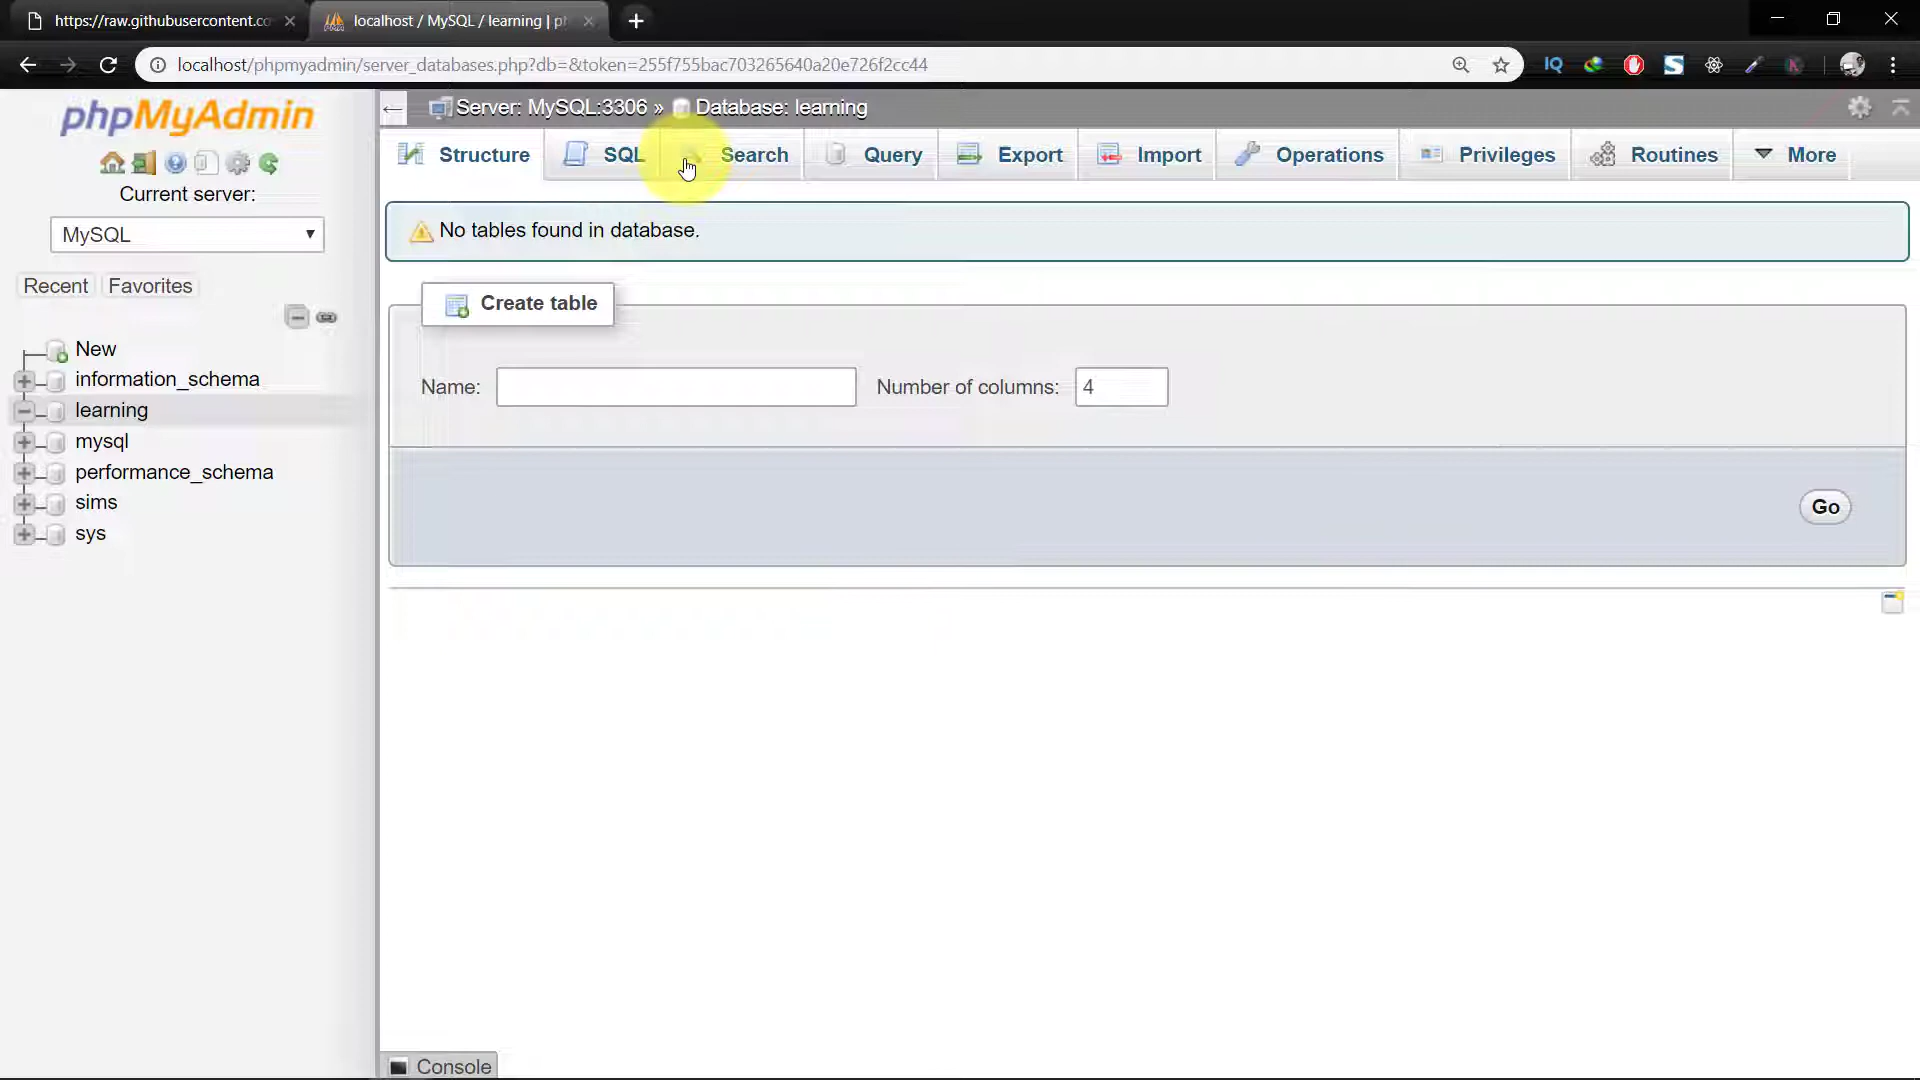 https://raw.githubusercontent.co
localhost / MySQL / learning | p
localhost/phpmyadmin/server_databases.php?db=&token=255f755bac703265640a20e726f2cc44
IQ
phpMyAdmin
Current server:
MySQL
Recent
Favorites
New
information_schema
learning
mysql
performance_schema
sims
sys
Server: MySQL:3306 » Database: learning
Structure
SQL
Search
Query
Export
Import
Operations
Privileges
Routines
More
No tables found in database.
Create table
Name:
Number of columns: 4
Go
Console